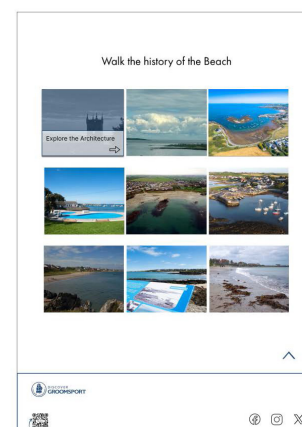 Walk the history of the Beach
Explore the Architecture
DISCOVER
GROOMSPORT